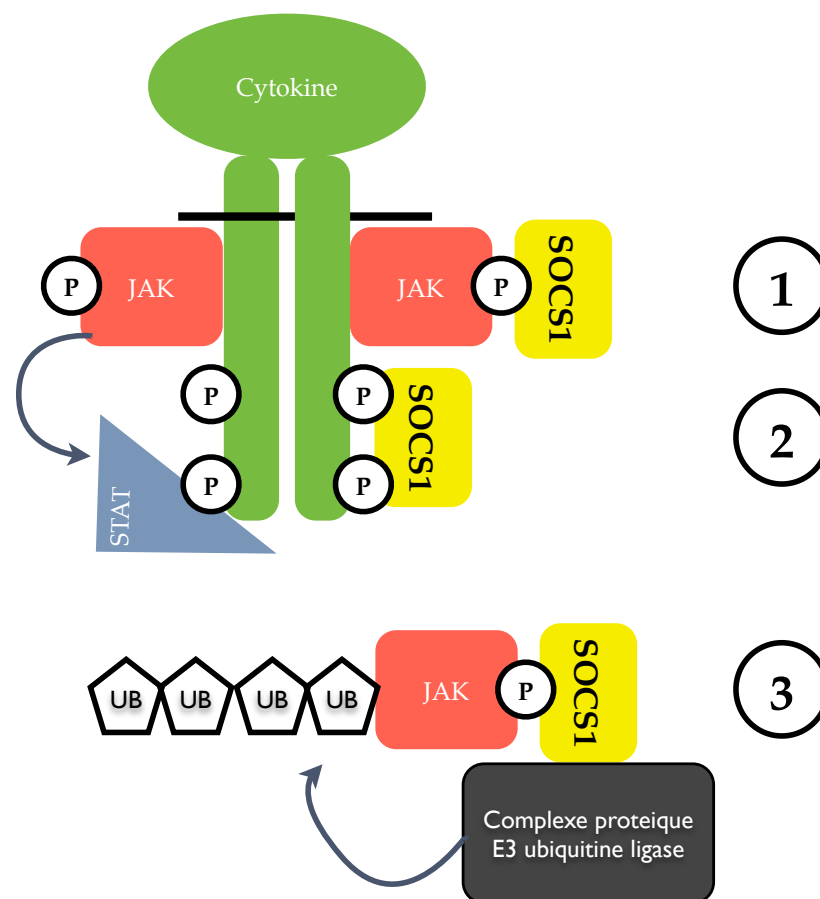 Cytokine
P
JAK
JAK
P
SOCS1
1
P
P
SOCS1
2
STAT
P
P
UB
UB
UB
UB
JAK
P
SOCS1
3
Complexe proteique
E3 ubiquitine ligase